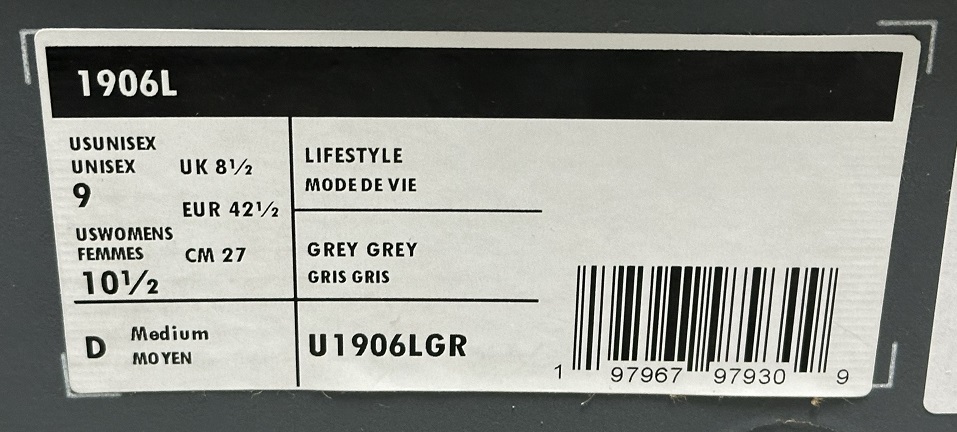 1906L
USUNISEX
UNISEX
9
UK 8½
EUR 42½
USWOMENS
FEMMES
10½
CM 27
D
Medium
MOYEN
LIFESTYLE
MODE DE VIE
GREY GREY
GRIS GRIS
U1906LGR
1 97967 97930 9